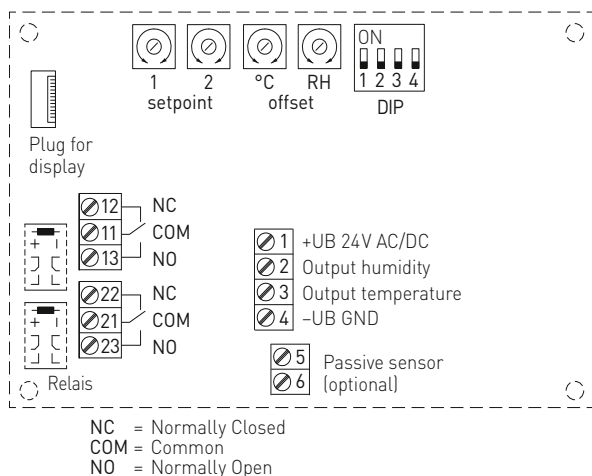 ON
1 2 3 4
DIP
1 2 °C RH
setpoint offset
Plug for
display
12 NC
11 COM
13 NO
22 NC
21 COM
23 NO
+ –
+ –
Relais
1 +UB 24V AC/DC
2 Output humidity
3 Output temperature
4 –UB GND
5 Passive sensor
6 (optional)
NC = Normally Closed
COM = Common
NO = Normally Open